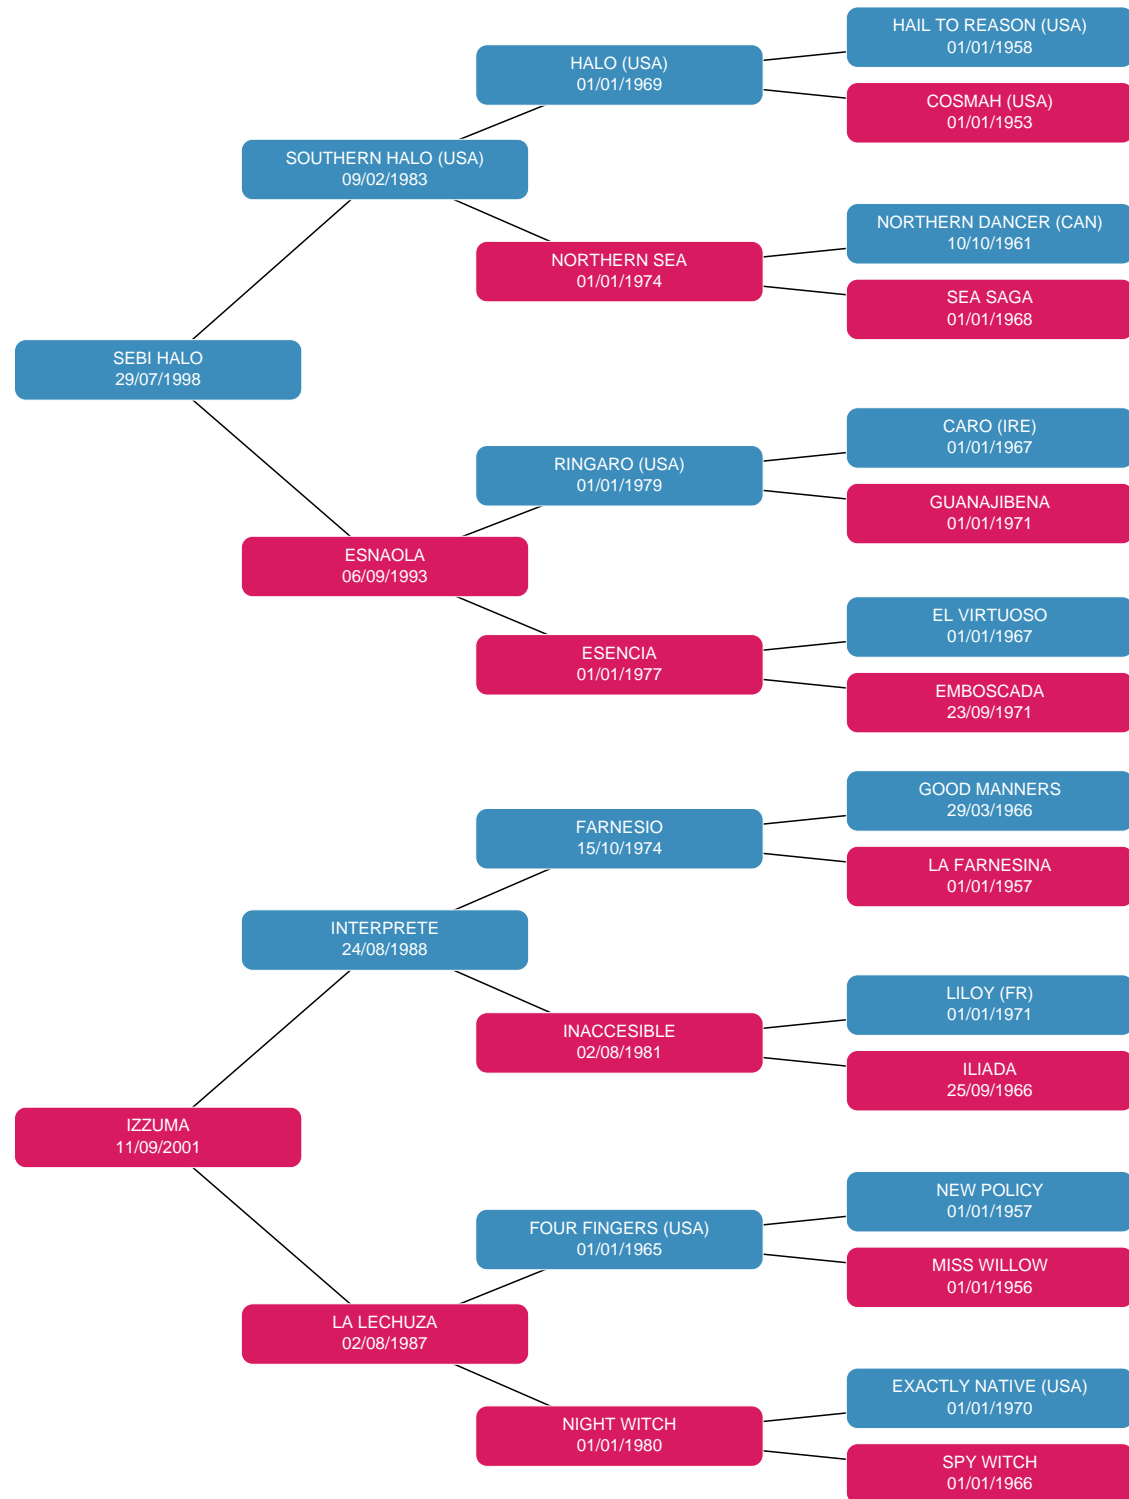 HAIL TO REASON (USA)
01/01/1958
HALO (USA)
01/01/1969
COSMAH (USA)
01/01/1953
SOUTHERN HALO (USA)
09/02/1983
NORTHERN DANCER (CAN)
10/10/1961
NORTHERN SEA
01/01/1974
SEA SAGA
01/01/1968
SEBI HALO
29/07/1998
CARO (IRE)
01/01/1967
RINGARO (USA)
01/01/1979
GUANAJIBENA
01/01/1971
ESNAOLA
06/09/1993
EL VIRTUOSO
01/01/1967
ESENCIA
01/01/1977
EMBOSCADA
23/09/1971
GOOD MANNERS
29/03/1966
FARNESIO
15/10/1974
LA FARNESINA
01/01/1957
INTERPRETE
24/08/1988
LILOY (FR)
01/01/1971
INACCESIBLE
02/08/1981
ILIADA
25/09/1966
IZZUMA
11/09/2001
NEW POLICY
01/01/1957
FOUR FINGERS (USA)
01/01/1965
MISS WILLOW
01/01/1956
LA LECHUZA
02/08/1987
EXACTLY NATIVE (USA)
01/01/1970
NIGHT WITCH
01/01/1980
SPY WITCH
01/01/1966